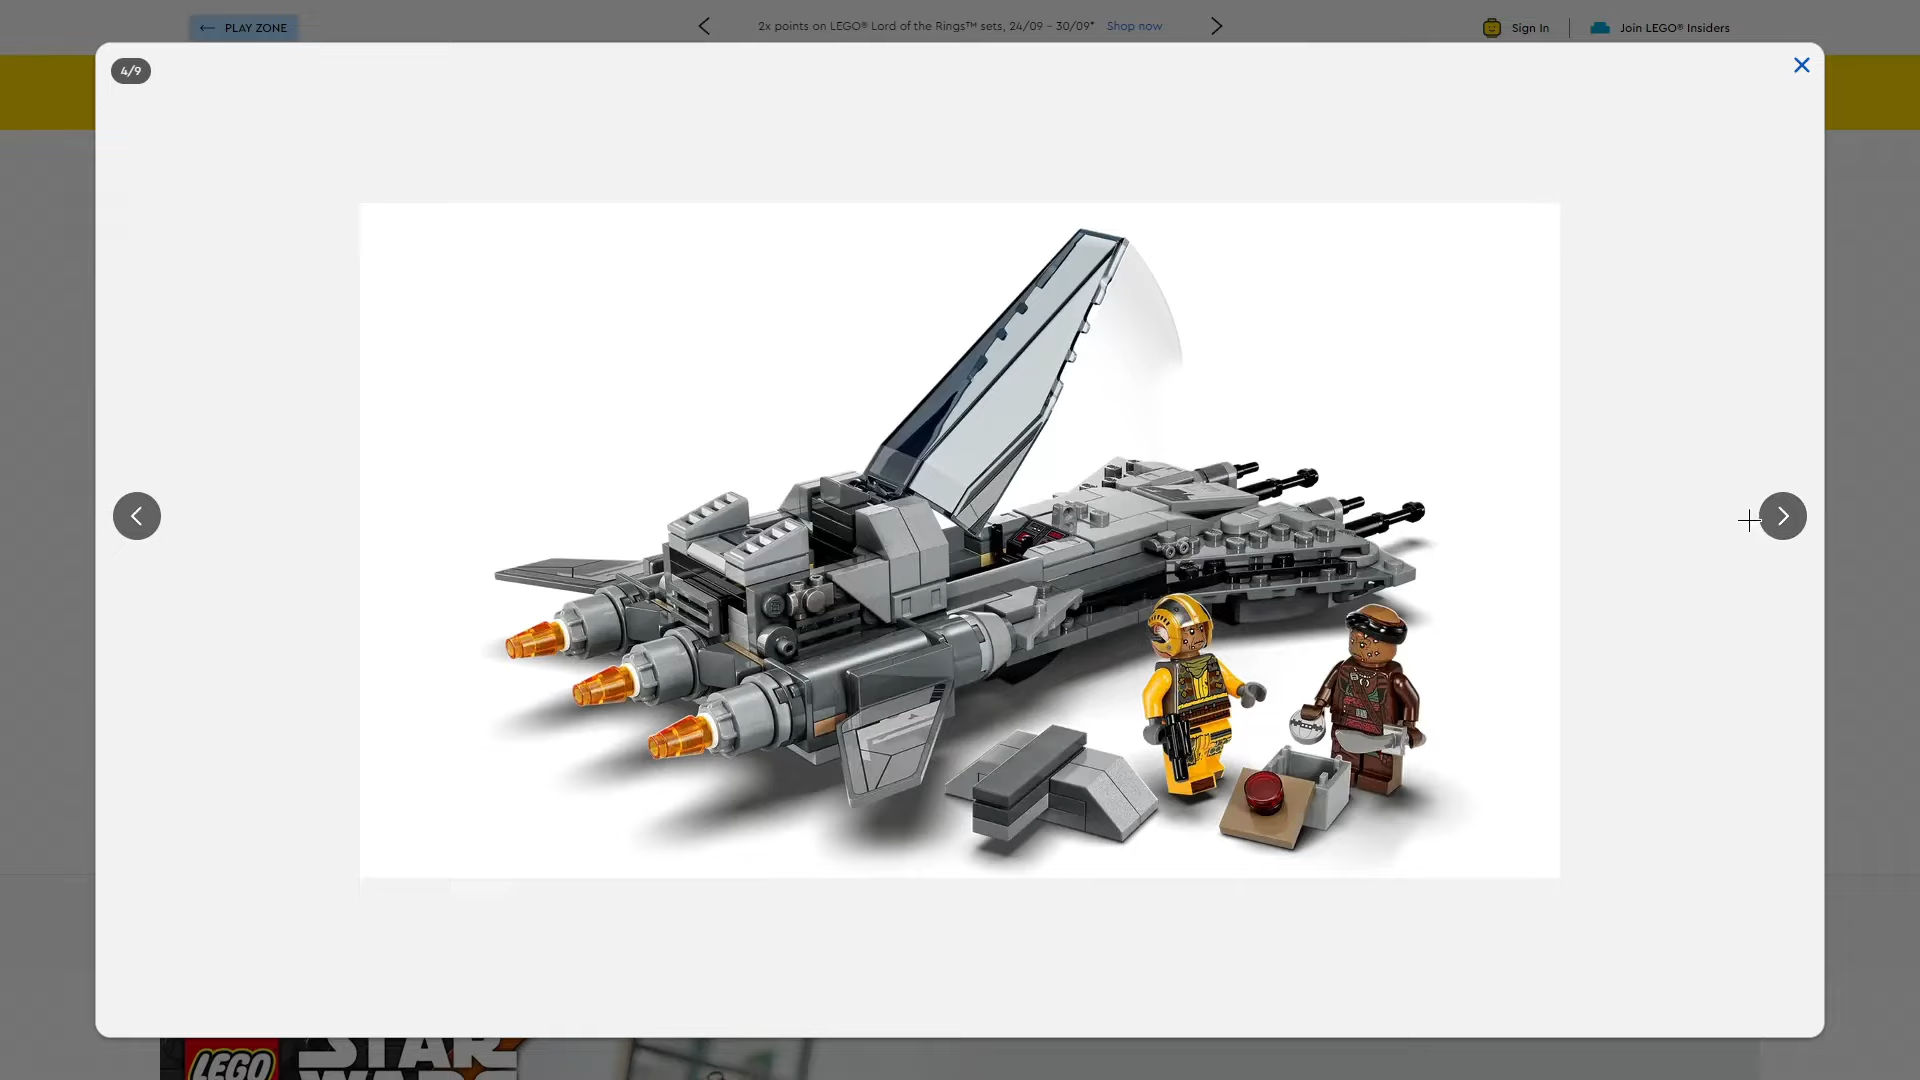 PLAY ZONE
2x points on LEGO® Lord of the Rings™ sets, 24/09 - 30/09* Shop now
Sign In
Join LEGO® Insiders
4/9
LEGO
STAR